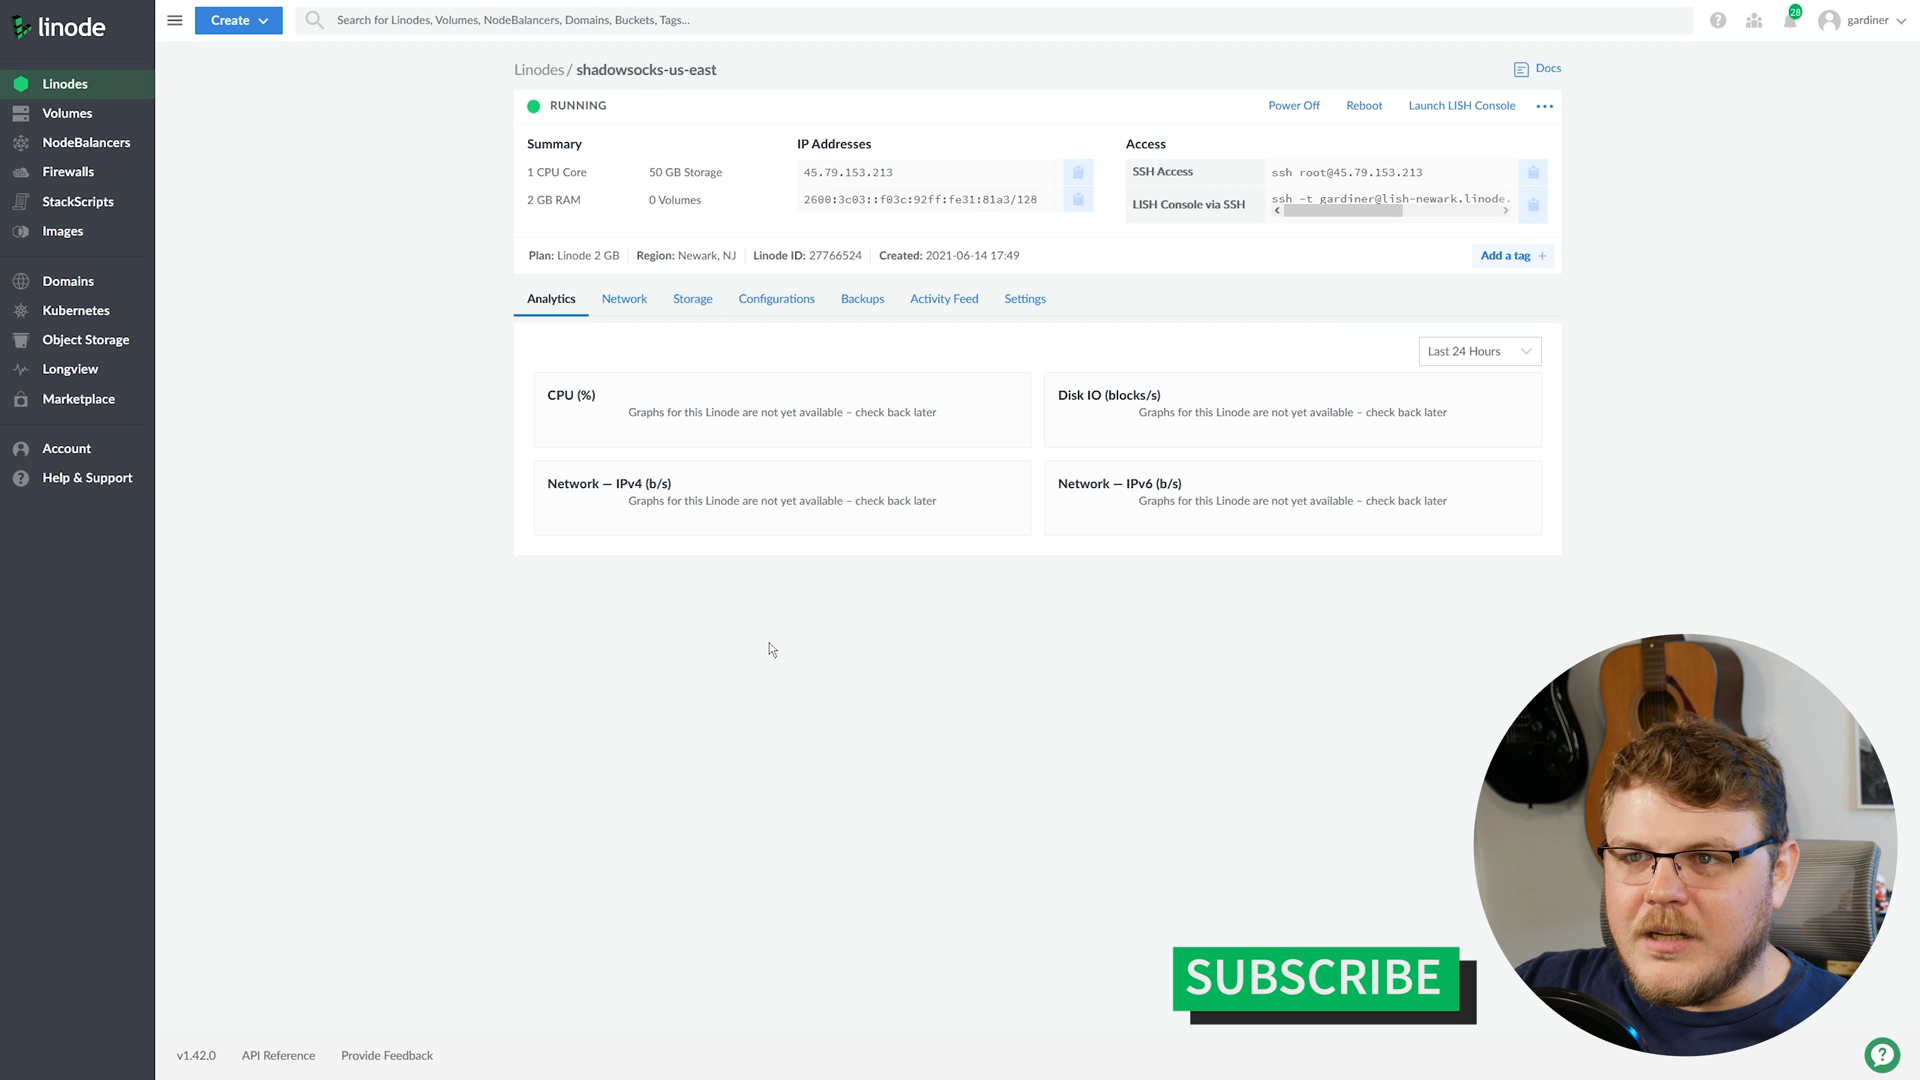 linode
Create
Search for Linodes, Volumes, NodeBalancers, Domains, Buckets, Tags...
28
gardiner
Linodes
Volumes
NodeBalancers
Firewalls
StackScripts
Images
Domains
Kubernetes
Object Storage
Longview
Marketplace
Account
Help & Support
Linodes / shadowsocks-us-east
Docs
RUNNING
Power Off
Reboot
Launch LISH Console
Summary
1 CPU Core
50 GB Storage
2 GB RAM
0 Volumes
IP Addresses
45.79.153.213
2600:3c03::f03c:92ff:fe31:81a3/128
Access
SSH Access
ssh root@45.79.153.213
LISH Console via SSH
ssh -t gardiner@lish-newark.linode.
Plan: Linode 2 GB
Region: Newark, NJ
Linode ID: 27766524
Created: 2021-06-14 17:49
Add a tag +
Analytics
Network
Storage
Configurations
Backups
Activity Feed
Settings
Last 24 Hours
CPU (%)
Graphs for this Linode are not yet available – check back later
Disk IO (blocks/s)
Graphs for this Linode are not yet available – check back later
Network — IPv4 (b/s)
Graphs for this Linode are not yet available – check back later
Network — IPv6 (b/s)
Graphs for this Linode are not yet available – check back later
SUBSCRIBE
v1.42.0
API Reference
Provide Feedback